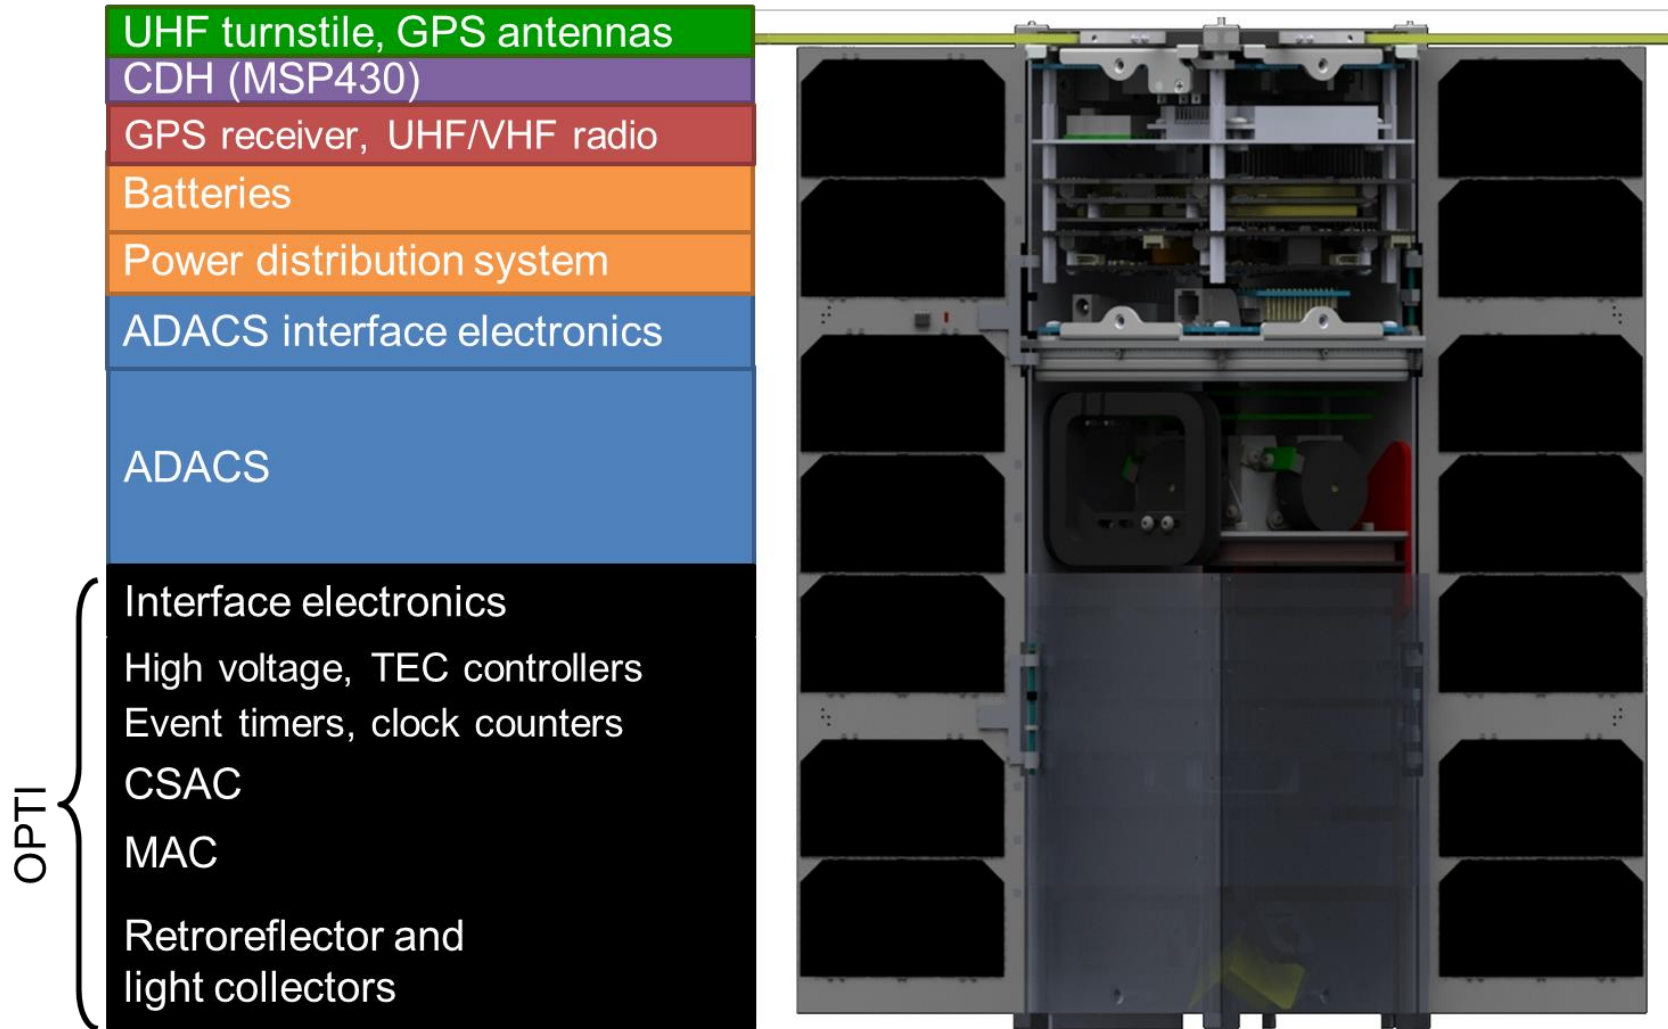 UHF turnstile, GPS antennas
CDH (MSP430)
GPS receiver, UHF/VHF radio
Batteries
Power distribution system
ADACS interface electronics
ADACS
OPTI
Interface electronics
High voltage, TEC controllers
Event timers, clock counters
CSAC
MAC
Retroreflector and
light collectors